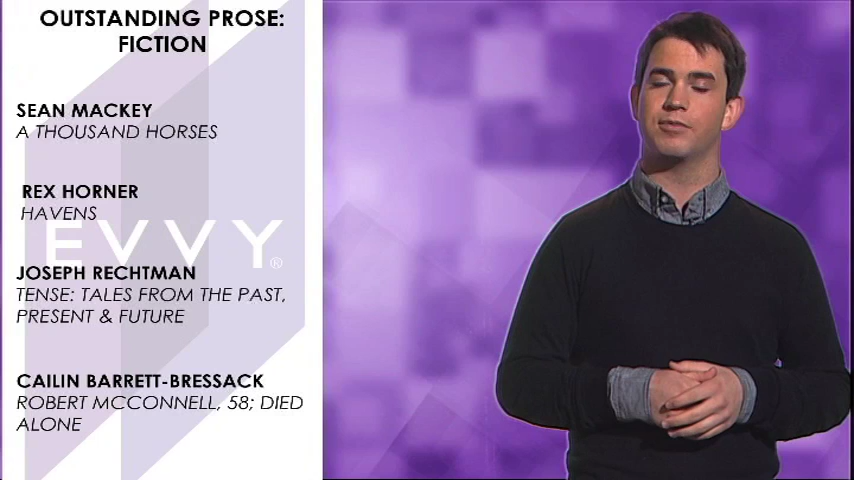 OUTSTANDING PROSE:
FICTION
SEAN MACKEY
A THOUSAND HORSES
REX HORNER
HAVENS
EVVY®
JOSEPH RECHTMAN
TENSE: TALES FROM THE PAST,
PRESENT & FUTURE
CAILIN BARRETT-BRESSACK
ROBERT MCCONNELL, 58; DIED
ALONE